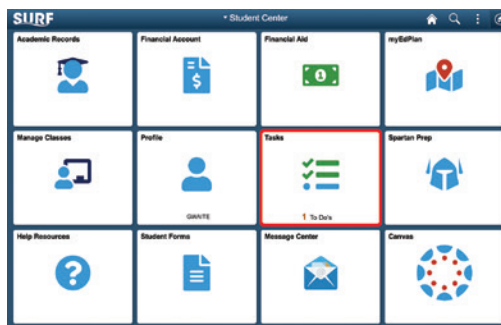 SURF
▾ Student Center
Academic Records
Financial Account
Financial Aid
myEdPlan
Manage Classes
Profile
Tasks
Spartan Prep
1 To Do's
Help Resources
Student Forms
Message Center
Canvas